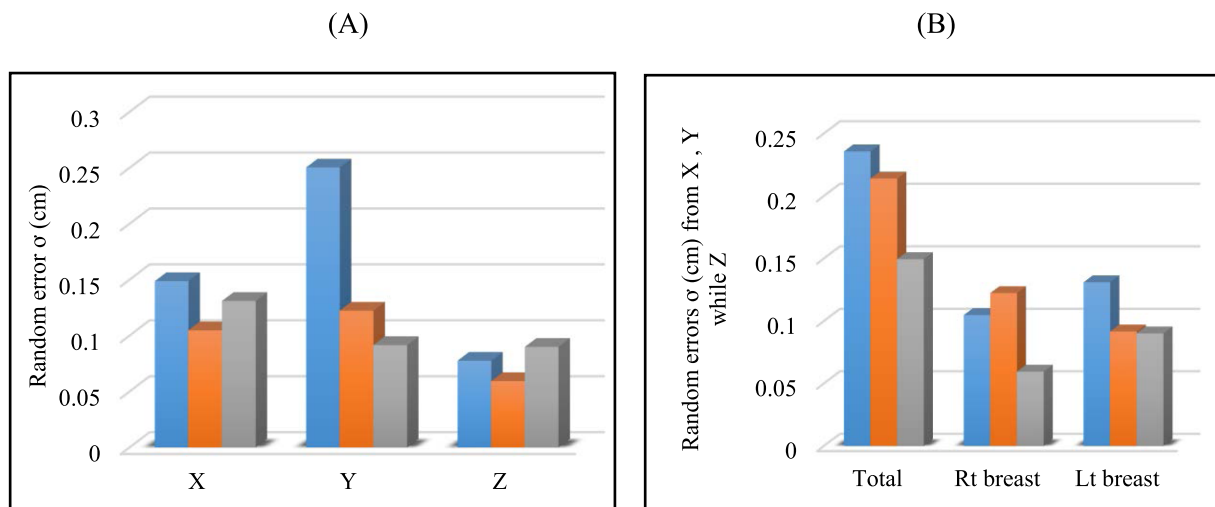 (A)
(B)
Random error σ (cm)
0.3
0.25
0.2
0.15
0.1
0.05
0
X Y Z
Random errors σ (cm) from X , Y
while Z
0.25
0.2
0.15
0.1
0.05
0
Total Rt breast Lt breast